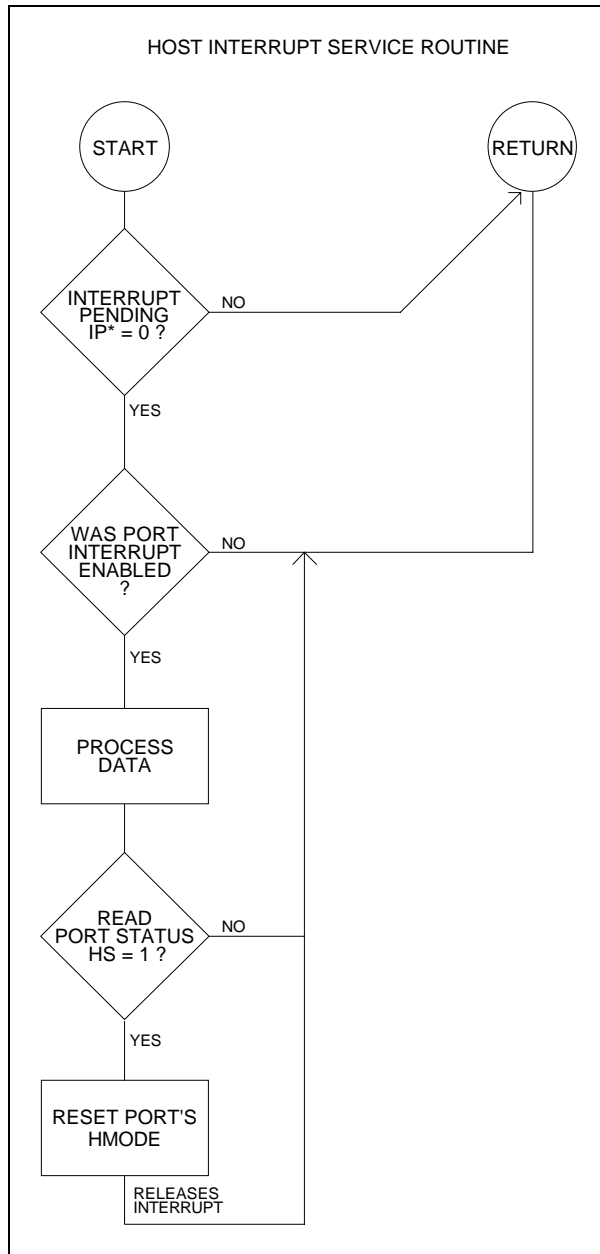 HOST INTERRUPT SERVICE ROUTINE
START
RETURN
INTERRUPT
PENDING
IP* = 0 ?
NO
YES
WAS PORT
INTERRUPT
ENABLED
?
NO
YES
PROCESS
DATA
READ
PORT STATUS
HS = 1 ?
NO
YES
RESET PORT'S
HMODE
RELEASES
INTERRUPT